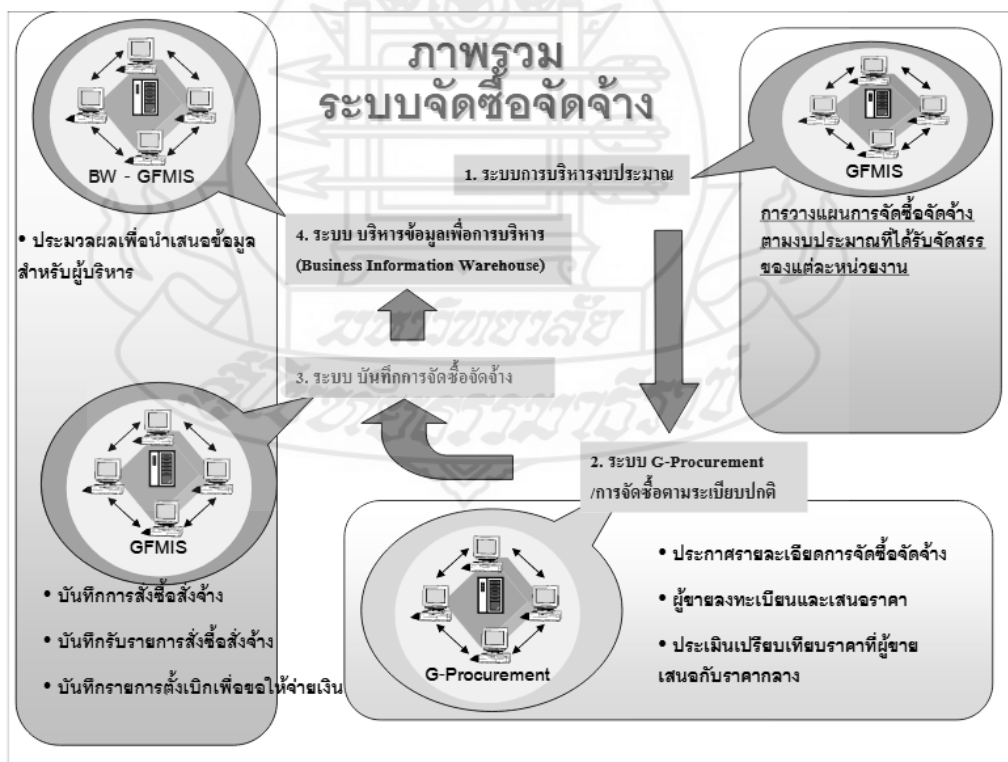 ภาพรวม
ระบบจัดซื้อจัดจ้าง
BW - GFMIS
• ประมวลผลเพื่อนำเสนอข้อมูล
สำหรับผู้บริหาร
GFMIS
1. ระบบการบริหารงบประมาณ
การวางแผนการจัดซื้อจัดจ้าง
ตามงบประมาณที่ได้รับจัดสรร
ของแต่ละหน่วยงาน
4. ระบบ บริหารข้อมูลเพื่อการบริหาร
(Business Information Warehouse)
มหาวิทยาลัย
3. ระบบ บันทึกการจัดซื้อจัดจ้าง
GFMIS
• บันทึกการสั่งซื้อสั่งจ้าง
• บันทึกรับรายการสั่งซื้อสั่งจ้าง
• บันทึกรายการตั้งเบิกเพื่อขอให้จ่ายเงิน
2. ระบบ G-Procurement
/การจัดซื้อตามระเบียบปกติ
G-Procurement
• ประกาศรายละเอียดการจัดซื้อจัดจ้าง
• ผู้ขายลงทะเบียนและเสนอราคา
• ประเมินเปรียบเทียบราคาที่ผู้ขาย
เสนอกับราคากลาง